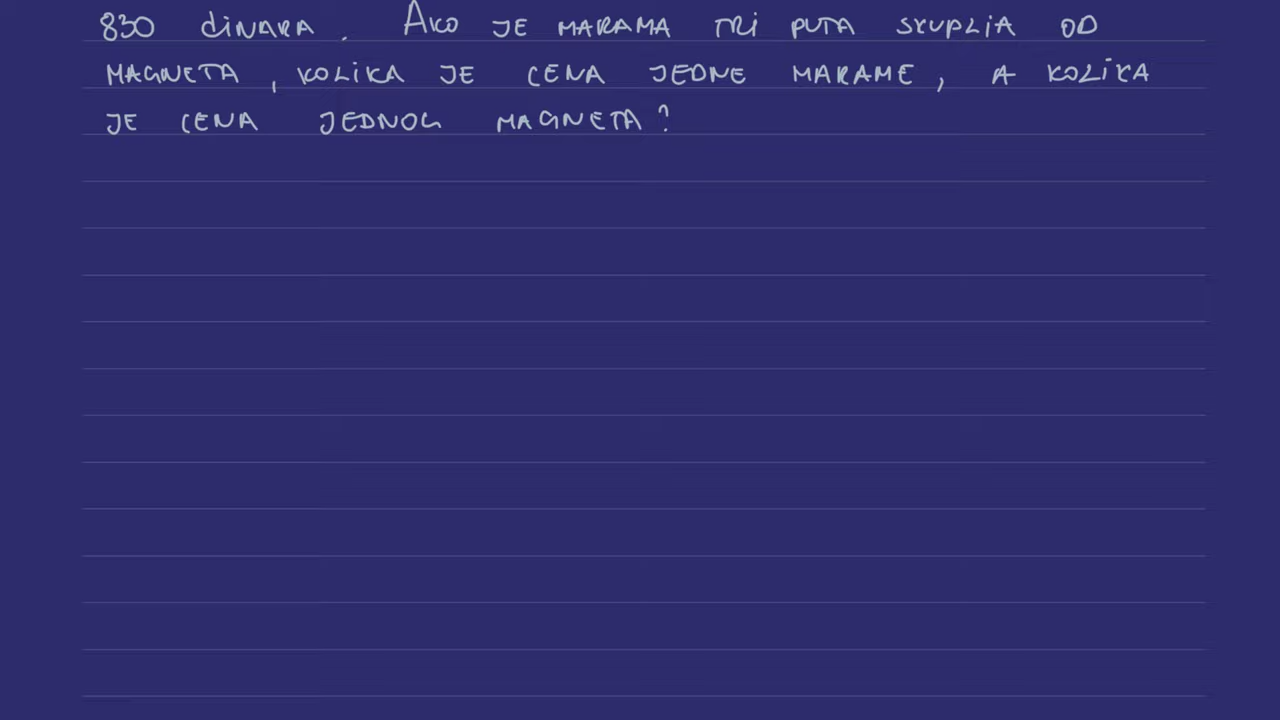 830 DINARA. AKO JE MARAMA TRI PUTA SKUPLJA OD
MAGNETA, KOLIKA JE CENA JEDNE MARAME, A KOLIKA
JE CENA JEDNOG MAGNETA?